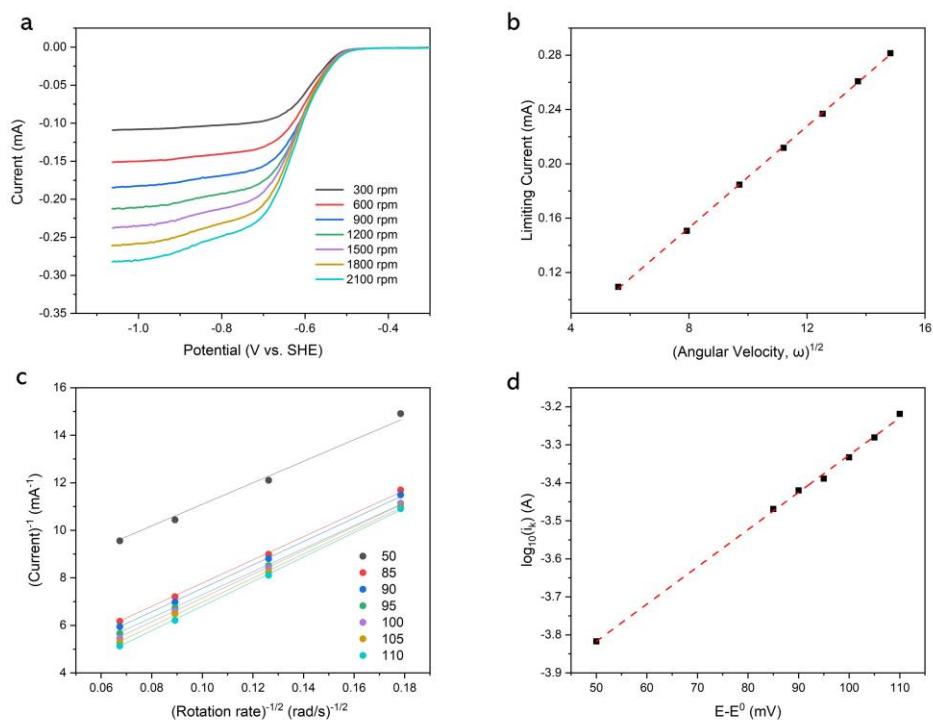 a
0.00
-0.05
-0.10
-0.15
-0.20
-0.25
-0.30
-0.35
Current (mA)
300 rpm
600 rpm
900 rpm
1200 rpm
1500 rpm
1800 rpm
2100 rpm
-1.0 -0.8 -0.6 -0.4
Potential (V vs. SHE)
b
0.28
0.24
0.20
0.16
0.12
Limiting Current (mA)
4 8 12 16
(Angular Velocity, ω)^1/2
c
16
14
12
10
8
6
4
(Current)^-1 (mA^-1)
50
85
90
95
100
105
110
0.06 0.08 0.10 0.12 0.14 0.16 0.18
(Rotation rate)^-1/2 (rad/s)^-1/2
d
-3.2
-3.3
-3.4
-3.5
-3.6
-3.7
-3.8
-3.9
log10(ik) (A)
50 60 70 80 90 100 110
E-E^0 (mV)